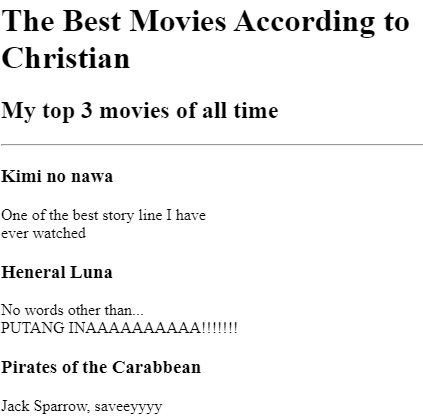 The Best Movies According to
Christian
My top 3 movies of all time
Kimi no nawa
One of the best story line I have
ever watched
Heneral Luna
No words other than...
PUTANG INAAAAAAAAAA!!!!!!!
Pirates of the Carabbean
Jack Sparrow, saveeyyyy